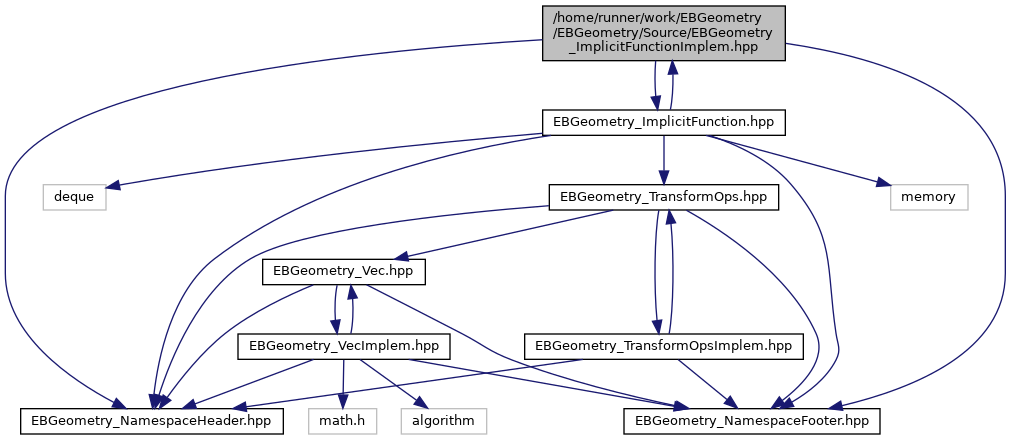 /home/runner/work/EBGeometry
/EBGeometry/Source/EBGeometry
_ImplicitFunctionImplem.hpp
EBGeometry_ImplicitFunction.hpp
deque
EBGeometry_TransformOps.hpp
memory
EBGeometry_Vec.hpp
EBGeometry_VecImplem.hpp
EBGeometry_TransformOpsImplem.hpp
EBGeometry_NamespaceHeader.hpp
math.h
algorithm
EBGeometry_NamespaceFooter.hpp